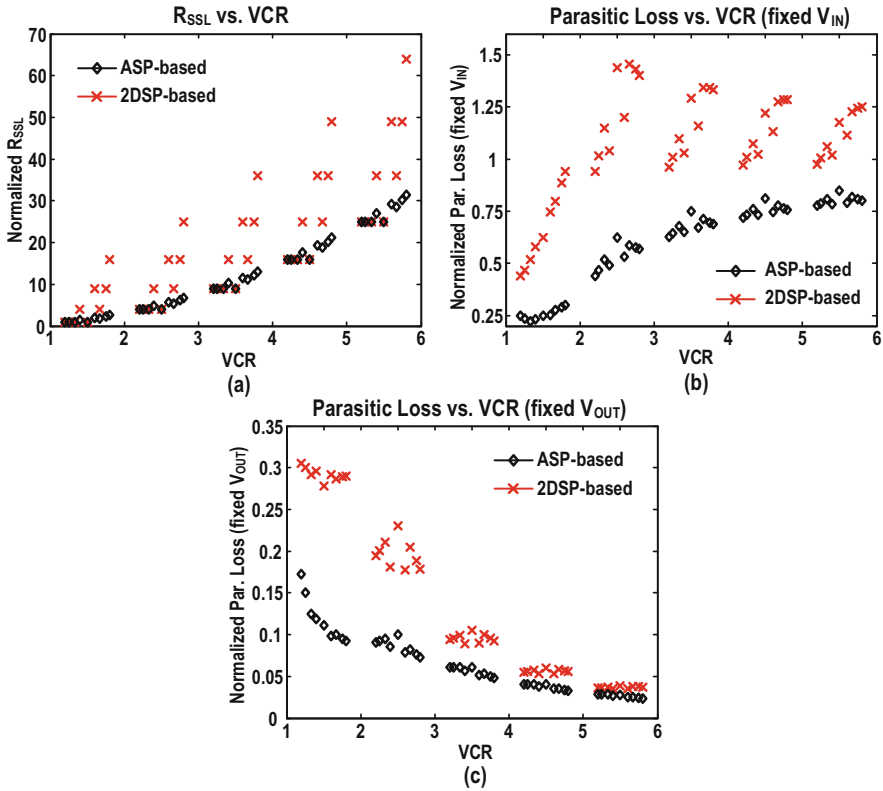 R_SSL vs. VCR
Normalized R_SSL
70
60
50
40
30
20
10
0
ASP-based
2DSP-based
1 2 3 4 5 6
VCR
(a)
Parasitic Loss vs. VCR (fixed V_IN)
Normalized Par. Loss (fixed V_IN)
1.5
1.25
1
0.75
0.5
0.25
ASP-based
2DSP-based
1 2 3 4 5 6
VCR
(b)
Parasitic Loss vs. VCR (fixed V_OUT)
Normalized Par. Loss (fixed V_OUT)
0.35
0.3
0.25
0.2
0.15
0.1
0.05
0
ASP-based
2DSP-based
1 2 3 4 5 6
VCR
(c)